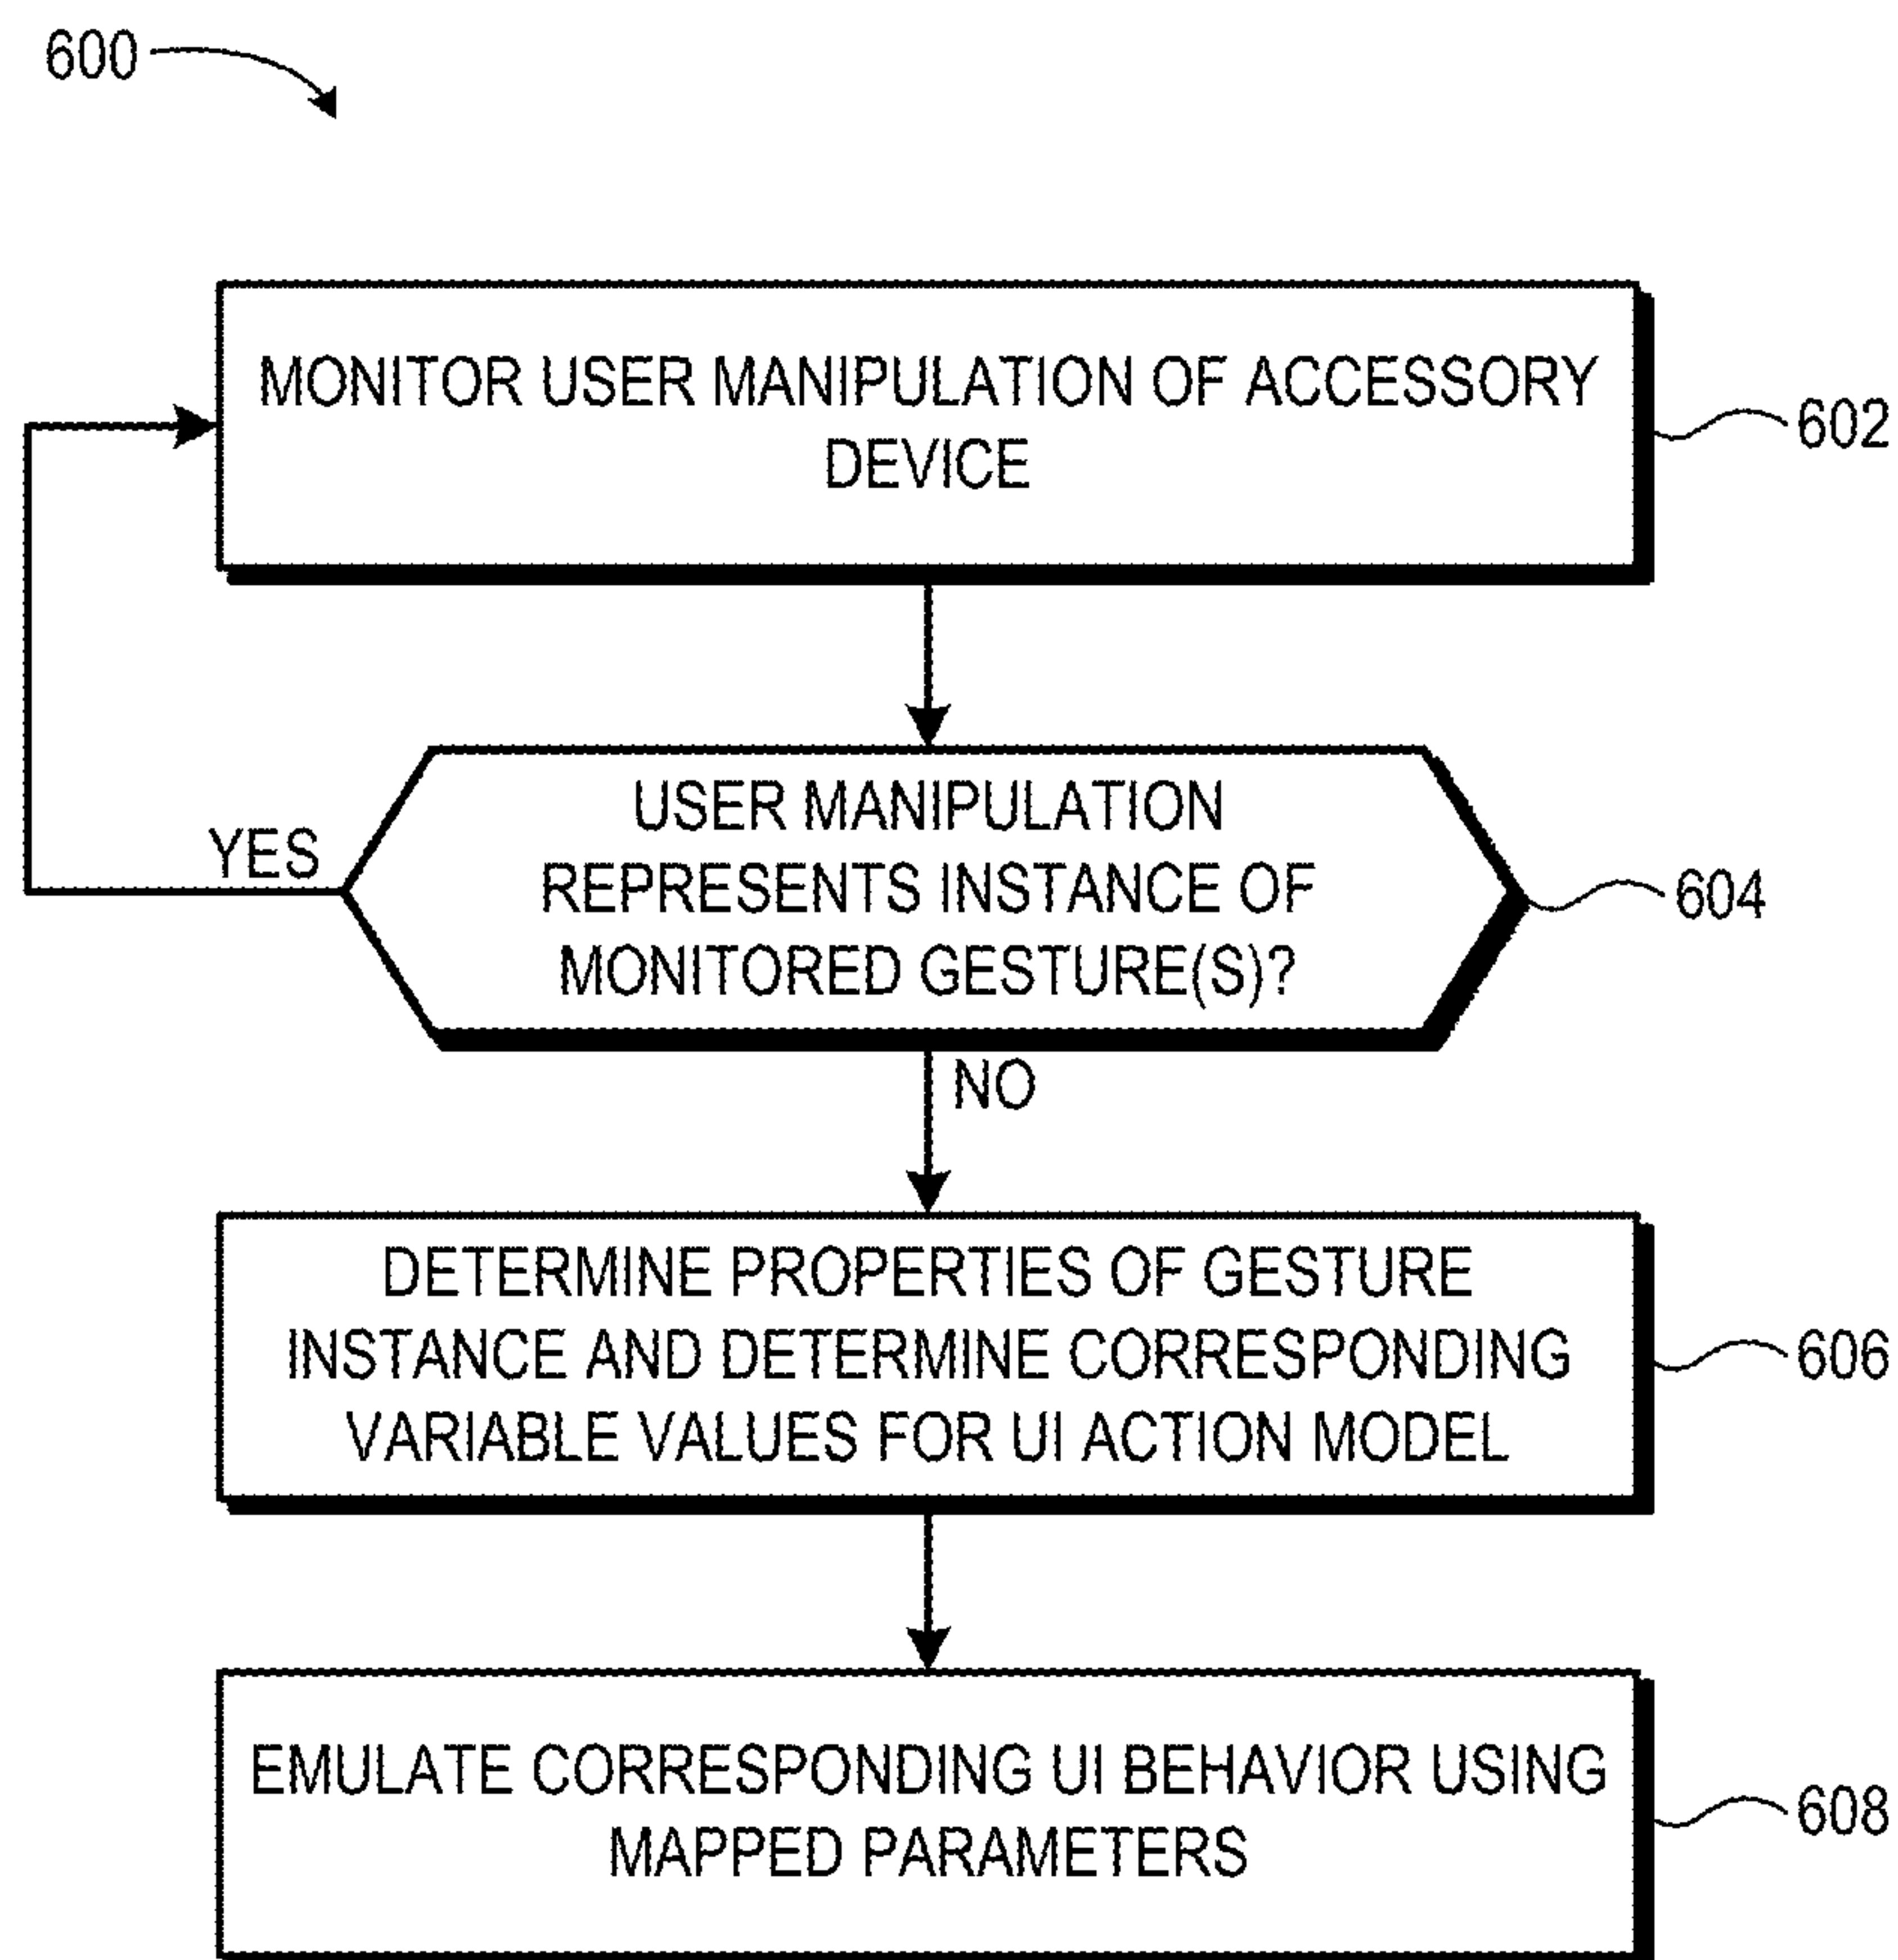 600
MONITOR USER MANIPULATION OF ACCESSORY
DEVICE
602
USER MANIPULATION
REPRESENTS INSTANCE OF
MONITORED GESTURE(S)?
YES
604
NO
DETERMINE PROPERTIES OF GESTURE
INSTANCE AND DETERMINE CORRESPONDING
VARIABLE VALUES FOR UI ACTION MODEL
606
EMULATE CORRESPONDING UI BEHAVIOR USING
MAPPED PARAMETERS
608